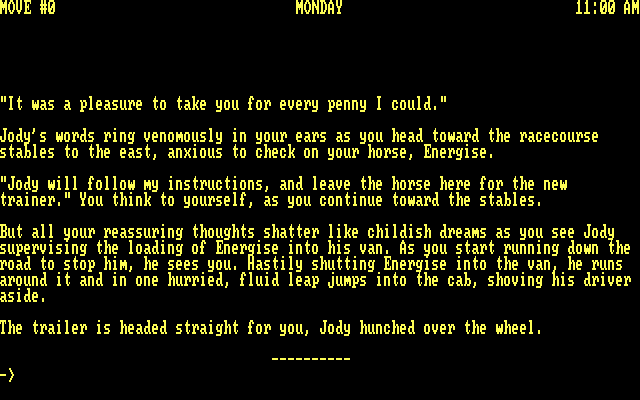 MOVE #0 MONDAY 11:00 AM
"It was a pleasure to take you for every penny I could."
Jody's words ring venomously in your ears as you head toward the racecourse
stables to the east, anxious to check on your horse, Energise.
"Jody will follow my instructions, and leave the horse here for the new
trainer." You think to yourself, as you continue toward the stables.
But all your reassuring thoughts shatter like childish dreams as you see Jody
supervising the loading of Energise into his van. As you start running down the
road to stop him, he sees you. Hastily shutting Energise into the van, he runs
around it and in one hurried, fluid leap jumps into the cab, shoving his driver
aside.
The trailer is headed straight for you, Jody hunched over the wheel.
----------
->